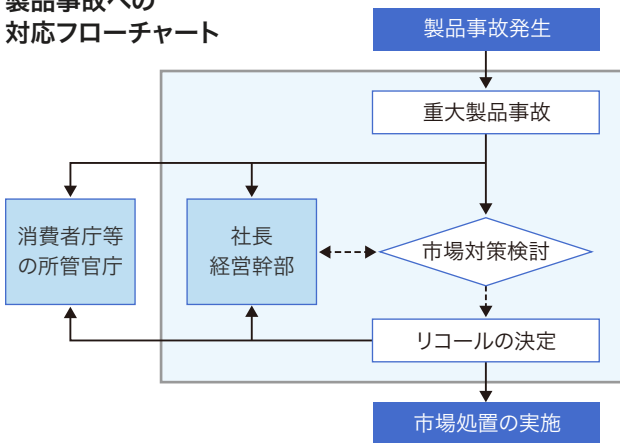 製品事故への
対応フローチャート
製品事故発生
重大製品事故
消費者庁等
の所管官庁
社長
経営幹部
市場対策検討
リコールの決定
市場処置の実施